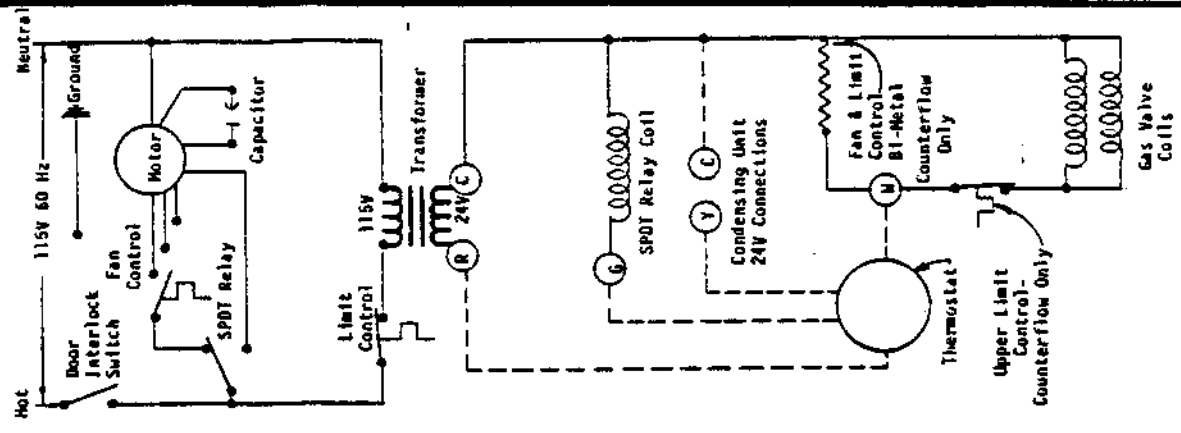 Neutral
115V 60 Hz
Hot
Ground
Door
Interlock
Switch
Motor
Capacitor
Fan
Control
SPDT Relay
Transformer
115V
24V
C
R
Limit
Control
SPDT Relay Coil
G
C
Y
Condensing Unit
24V Connections
Fan & Limit
Control
Bi-Metal
Counterflow
Only
W
Thermostat
Upper Limit
Control-
Counterflow Only
Gas Valve
Coils